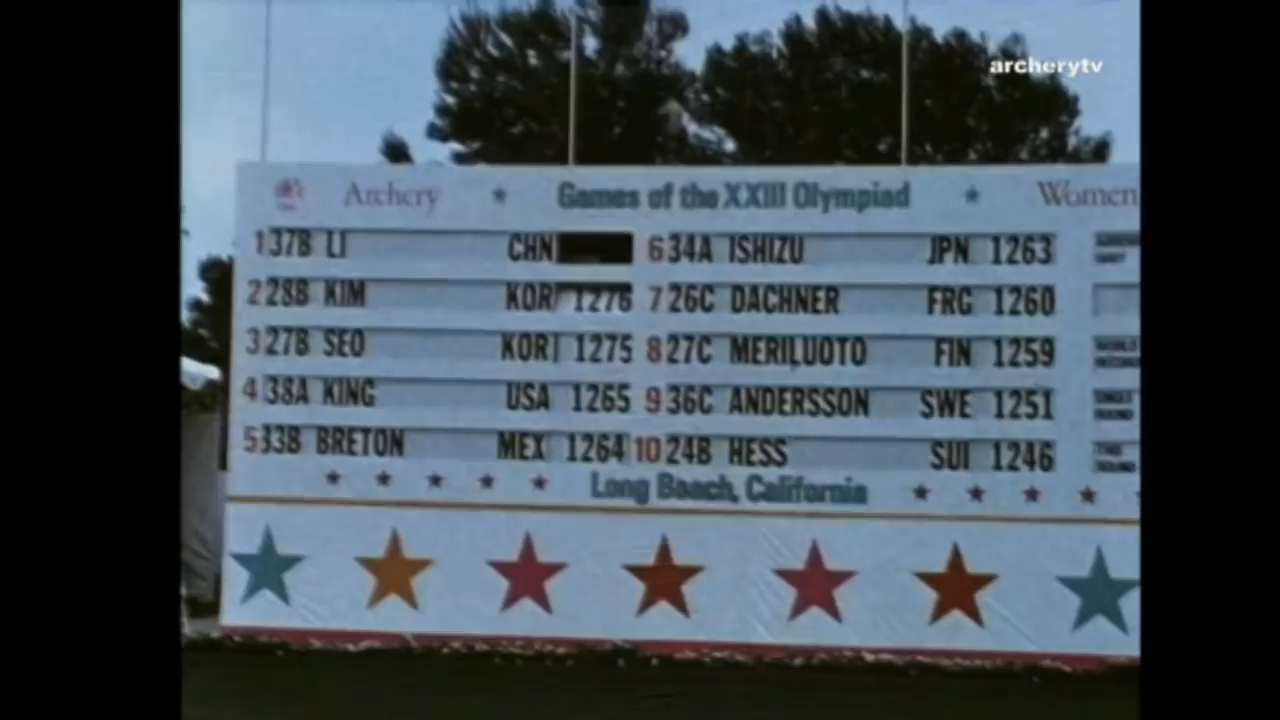 archerytv
Archery ★ Games of the XXIII Olympiad ★ Women
1 37B LI CHN
2 28B KIM KOR 1276
3 27B SEO KOR 1275
4 38A KING USA 1265
5 33B BRETON MEX 1264
6 34A ISHIZU JPN 1263
7 26C DACHNER FRG 1260
8 27C MERILUOTO FIN 1259
9 36C ANDERSSON SWE 1251
10 24B HESS SUI 1246
Long Beach, California